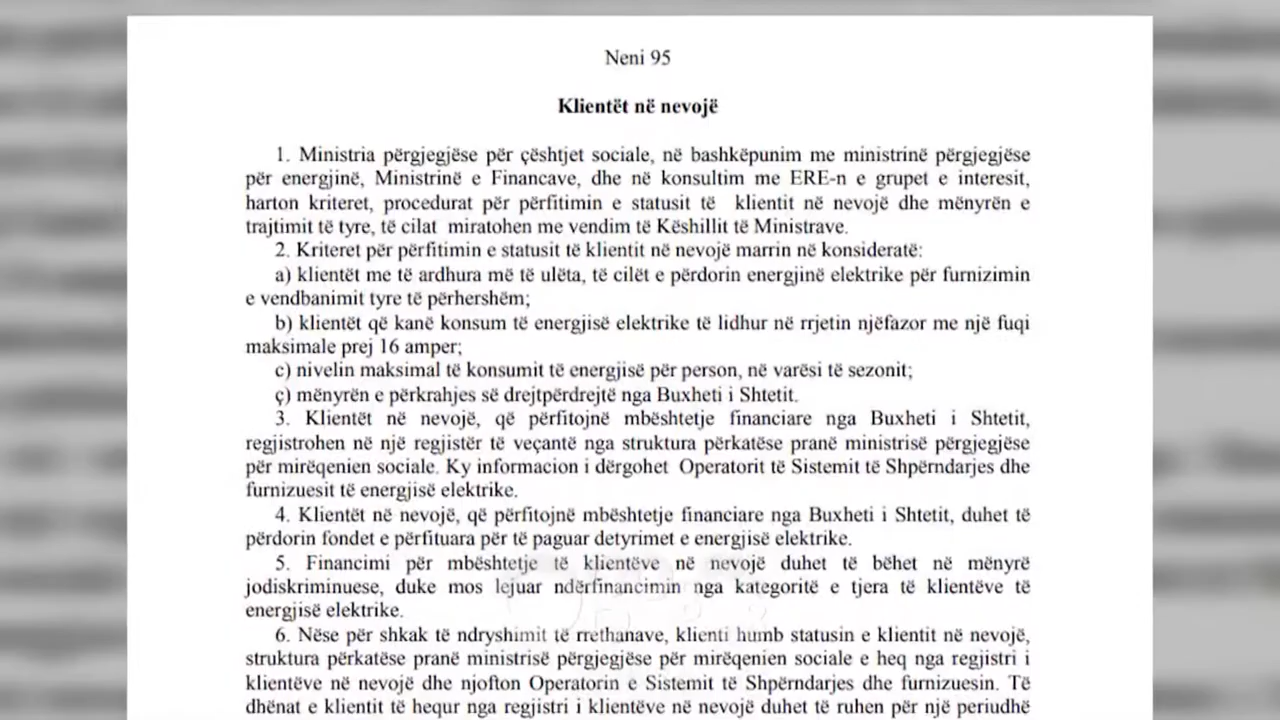 Neni 95
Klientët në nevojë
1. Ministria përgjegjëse për çështjet sociale, në bashkëpunim me ministrinë përgjegjëse
për energjinë, Ministrinë e Financave, dhe në konsultim me ERE-n e grupet e interesit,
harton kriteret, procedurat për përfitimin e statusit të klientit në nevojë dhe mënyrën e
trajtimit të tyre, të cilat miratohen me vendim të Këshillit të Ministrave.
2. Kriteret për përfitimin e statusit të klientit në nevojë marrin në konsideratë:
a) klientët me të ardhura më të ulëta, të cilët e përdorin energjinë elektrike për furnizimin
e vendbanimit tyre të përhershëm;
b) klientët që kanë konsum të energjisë elektrike të lidhur në rrjetin njëfazor me një fuqi
maksimale prej 16 amper;
c) nivelin maksimal të konsumit të energjisë për person, në varësi të sezonit;
ç) mënyrën e përkrahjes së drejtpërdrejtë nga Buxheti i Shtetit.
3. Klientët në nevojë, që përfitojnë mbështetje financiare nga Buxheti i Shtetit,
regjistrohen në një regjistër të veçantë nga struktura përkatëse pranë ministrisë përgjegjëse
për mirëqenien sociale. Ky informacion i dërgohet Operatorit të Sistemit të Shpërndarjes dhe
furnizuesit të energjisë elektrike.
4. Klientët në nevojë, që përfitojnë mbështetje financiare nga Buxheti i Shtetit, duhet të
përdorin fondet e përfituara për të paguar detyrimet e energjisë elektrike.
5. Financimi për mbështetje të klientëve në nevojë duhet të bëhet në mënyrë
jodiskriminuese, duke mos lejuar ndërfinancimin nga kategoritë e tjera të klientëve të
energjisë elektrike.
6. Nëse për shkak të ndryshimit të rrethanave, klienti humb statusin e klientit në nevojë,
struktura përkatëse pranë ministrisë përgjegjëse për mirëqenien sociale e heq nga regjistri i
klientëve në nevojë dhe njofton Operatorin e Sistemit të Shpërndarjes dhe furnizuesin. Të
dhënat e klientit të hequr nga regjistri i klientëve në nevojë duhet të ruhen për një periudhë